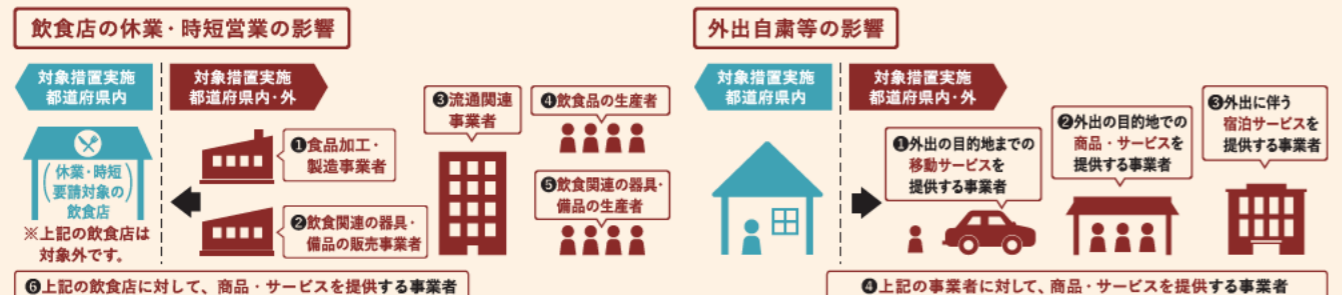 飲食店の休業・時短営業の影響
対象措置実施
都道府県内
対象措置実施
都道府県内・外
休業・時短
要請対象の
飲食店
※上記の飲食店は
対象外です。
❶食品加工・
製造事業者
❷飲食関連の器具・
備品の販売事業者
❸流通関連
事業者
❹飲食品の生産者
❺飲食関連の器具・
備品の生産者
❻上記の飲食店に対して、商品・サービスを提供する事業者
外出自粛等の影響
対象措置実施
都道府県内
対象措置実施
都道府県内・外
❶外出の目的地までの
移動サービスを
提供する事業者
❷外出の目的地での
商品・サービスを
提供する事業者
❸外出に伴う
宿泊サービスを
提供する事業者
❹上記の事業者に対して、商品・サービスを提供する事業者